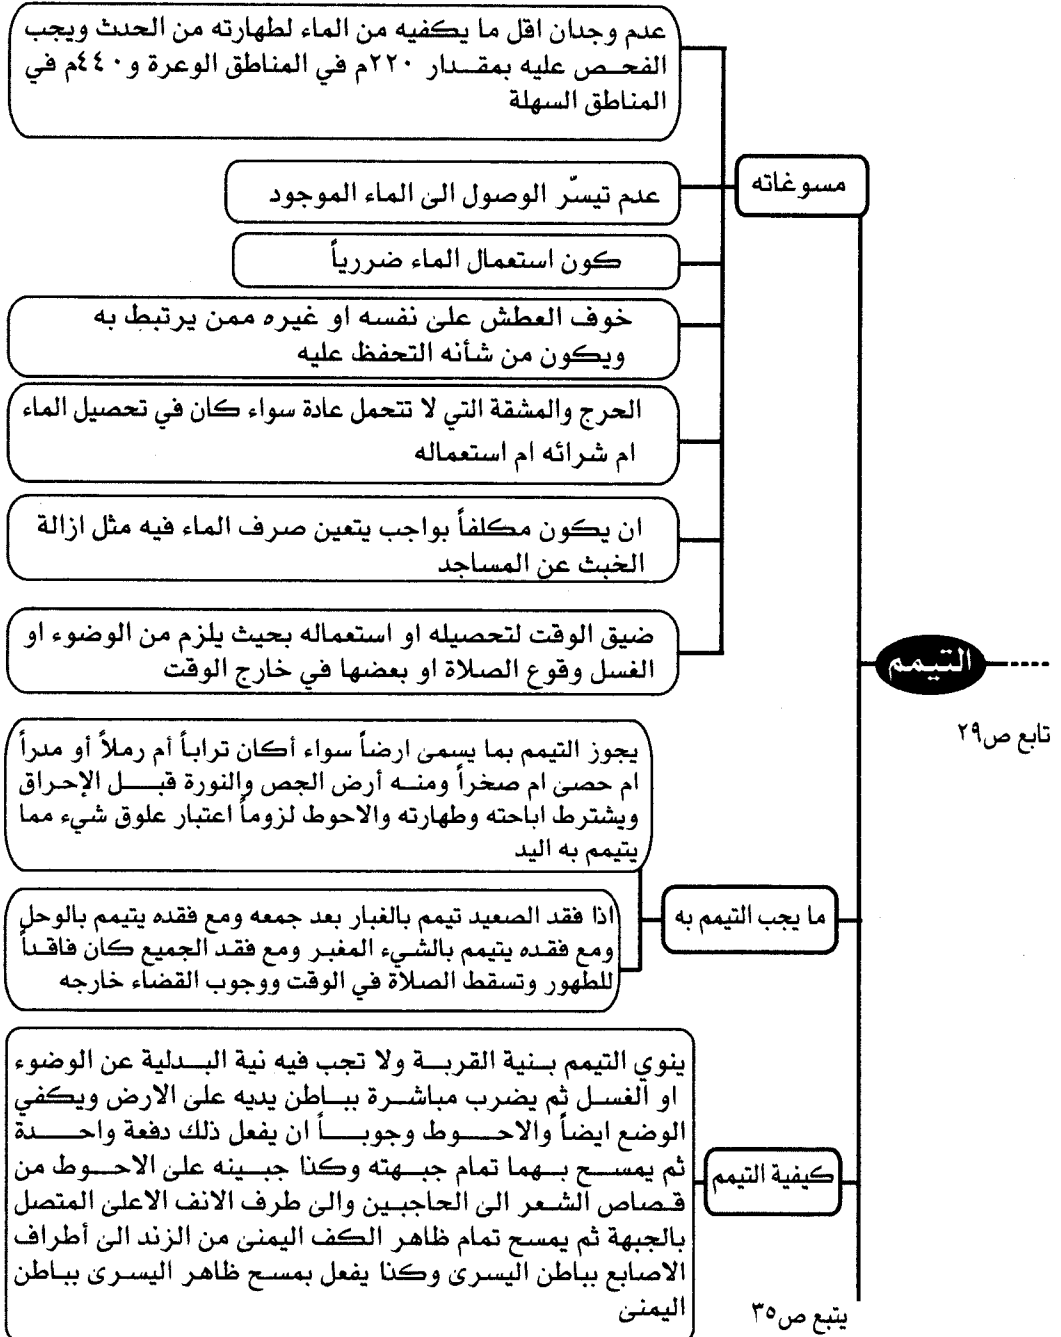 التيمم
تابع ص٢٩
مسوغاته
عدم وجدان اقل ما يكفيه من الماء لطهارته من الحدث ويجب
الفحص عليه بمقدار ٢٢٠م في المناطق الوعرة و٤٤٠م في
المناطق السهلة
عدم تيسّر الوصول الى الماء الموجود
كون استعمال الماء ضررياً
خوف العطش على نفسه او غيره ممن يرتبط به
ويكون من شأنه التحفظ عليه
الحرج والمشقة التي لا تتحمل عادة سواء كان في تحصيل الماء
ام شرائه ام استعماله
ان يكون مكلفاً بواجب يتعين صرف الماء فيه مثل ازالة
الخبث عن المساجد
ضيق الوقت لتحصيله او استعماله بحيث يلزم من الوضوء او
الغسل وقوع الصلاة او بعضها في خارج الوقت
ما يجب التيمم به
يجوز التيمم بما يسمى ارضاً سواء أكان تراباً أم رملاً أو مدراً
ام حصى ام صخراً ومنه أرض الجص والنورة قبل الإحراق
ويشترط اباحته وطهارته والاحوط لزوماً اعتبار علوق شيء مما
يتيمم به اليد
اذا فقد الصعيد تيمم بالغبار بعد جمعه ومع فقده يتيمم بالوحل
ومع فقده يتيمم بالشيء المغبر ومع فقد الجميع كان فاقداً
للطهور وتسقط الصلاة في الوقت ووجوب القضاء خارجه
كيفية التيمم
ينوي التيمم بنية القربة ولا تجب فيه نية البدلية عن الوضوء
او الغسل ثم يضرب مباشرة بباطن يديه على الارض ويكفي
الوضع ايضاً والاحوط وجوباً ان يفعل ذلك دفعة واحدة
ثم يمسح بهما تمام جبهته وكذا جبينه على الاحوط من
قصاص الشعر الى الحاجبين والى طرف الانف الاعلى المتصل
بالجبهة ثم يمسح تمام ظاهر الكف اليمنى من الزند الى أطراف
الاصابع بباطن اليسرى وكذا يفعل بمسح ظاهر اليسرى بباطن
اليمنى
يتبع ص٣٥